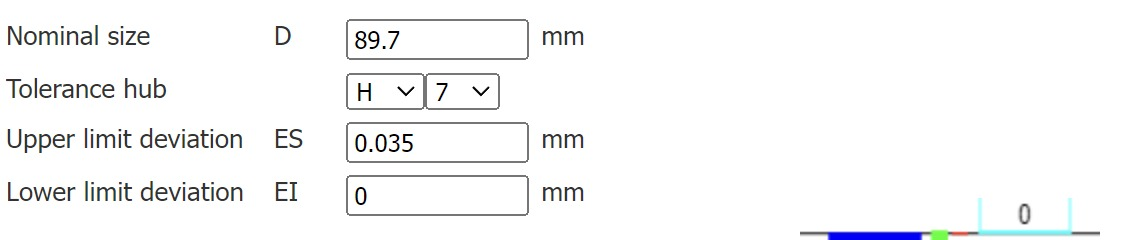 Nominal size D 89.7 mm
Tolerance hub H 7
Upper limit deviation ES 0.035 mm
Lower limit deviation EI 0 mm
0